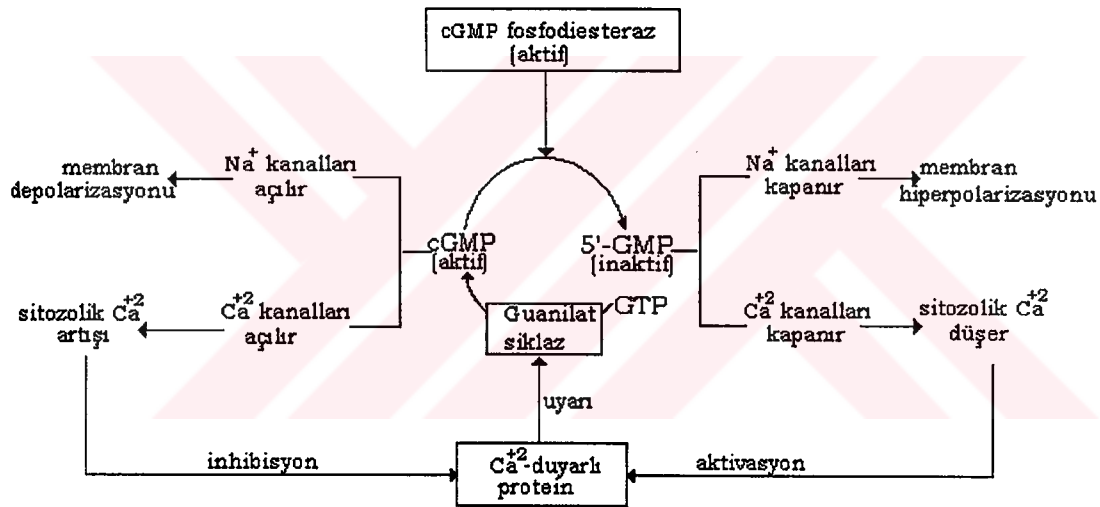 cGMP fosfodiesteraz
(aktif)
membran
depolarizasyonu
Na+ kanalları
açılır
Na+ kanalları
kapanır
membran
hiperpolarizasyonu
cGMP
(aktif)
5'-GMP
(inaktif)
sitozolik Ca+2
artışı
Ca+2 kanalları
açılır
Guanilat
siklaz
GTP
Ca+2 kanalları
kapanır
sitozolik Ca+2
düşer
uyarı
inhibisyon
Ca+2-duyarlı
protein
aktivasyon